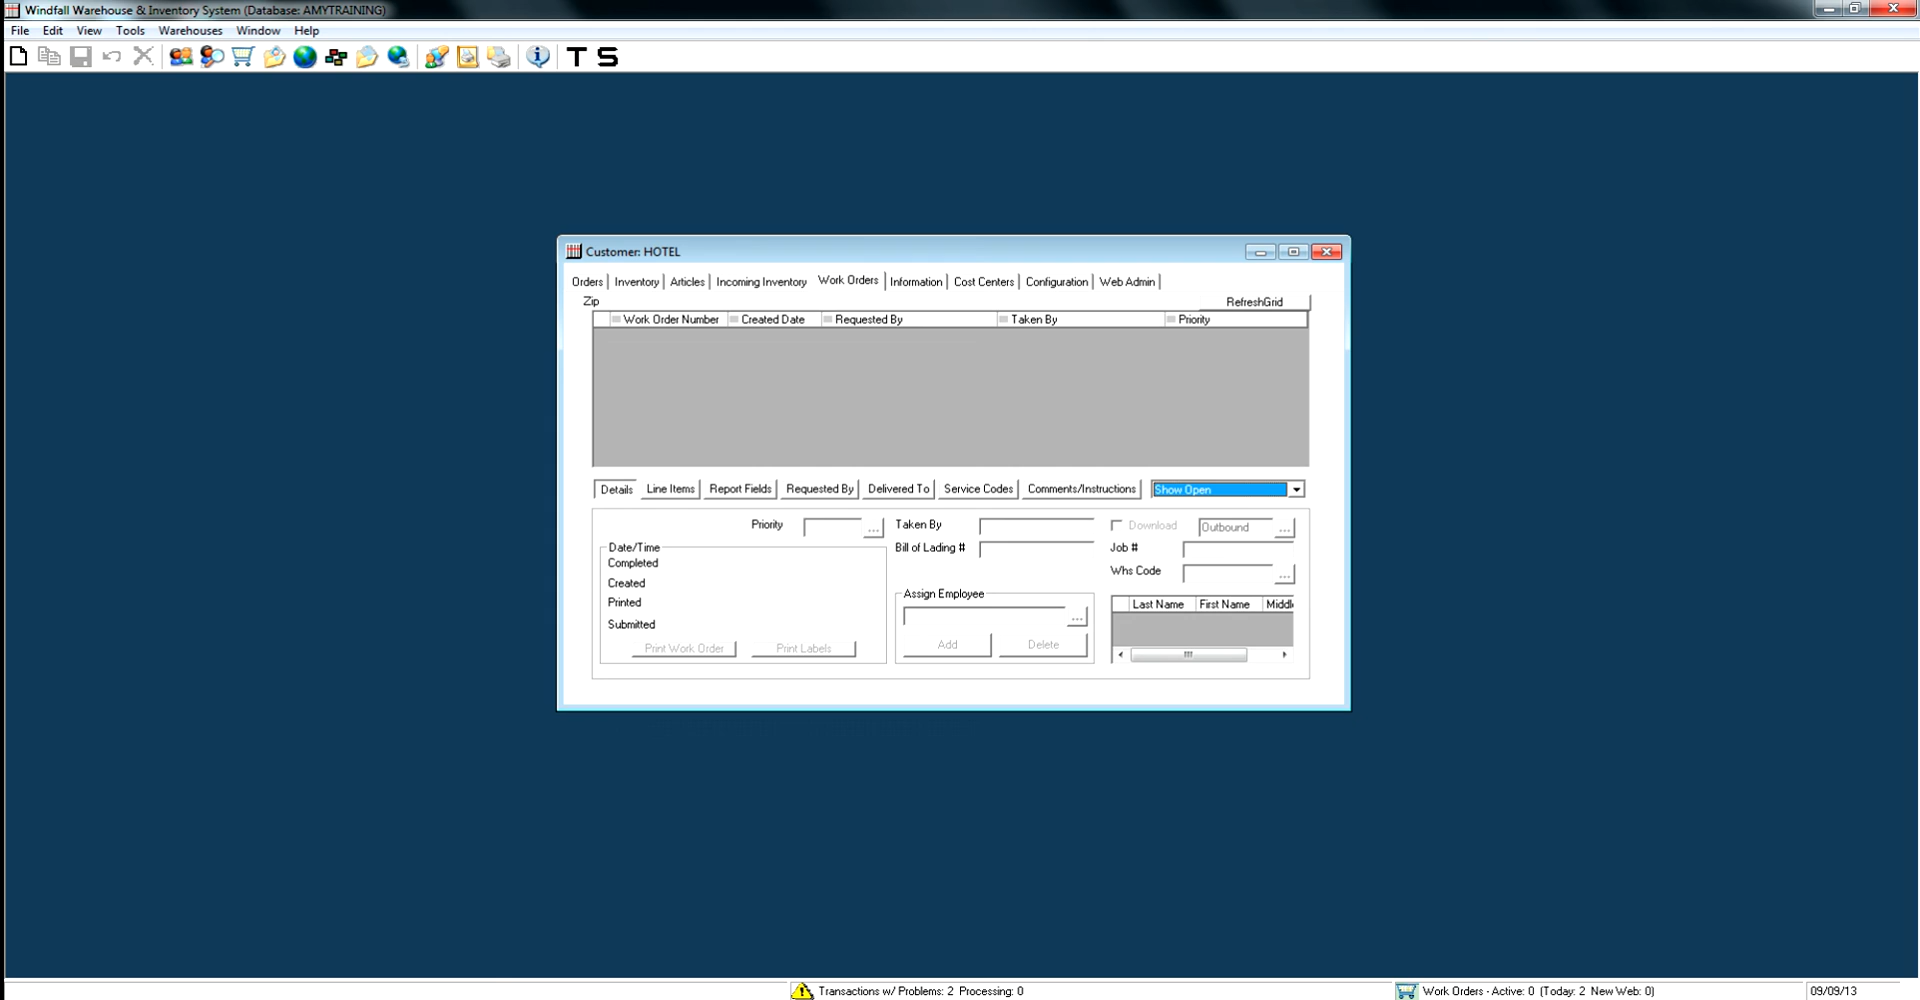 Windfall Warehouse & Inventory System (Database: AMYTRAINING)
File Edit View Tools Warehouses Window Help
T S
Customer: HOTEL
Orders Inventory Articles Incoming Inventory Work Orders Information Cost Centers Configuration Web Admin
Zip RefreshGrid
Work Order Number Created Date Requested By Taken By Priority
Details Line Items Report Fields Requested By Delivered To Service Codes Comments/Instructions Show Open
Priority ... Taken By Download Outbound ...
Date/Time Bill of Lading # Job #
Completed
Whs Code ...
Created
Assign Employee
Printed Last Name First Name Middl
...
Submitted
Print Work Order Print Labels Add Delete
Transactions w/ Problems: 2 Processing: 0 Work Orders - Active: 0 (Today: 2 New Web: 0) 09/09/13